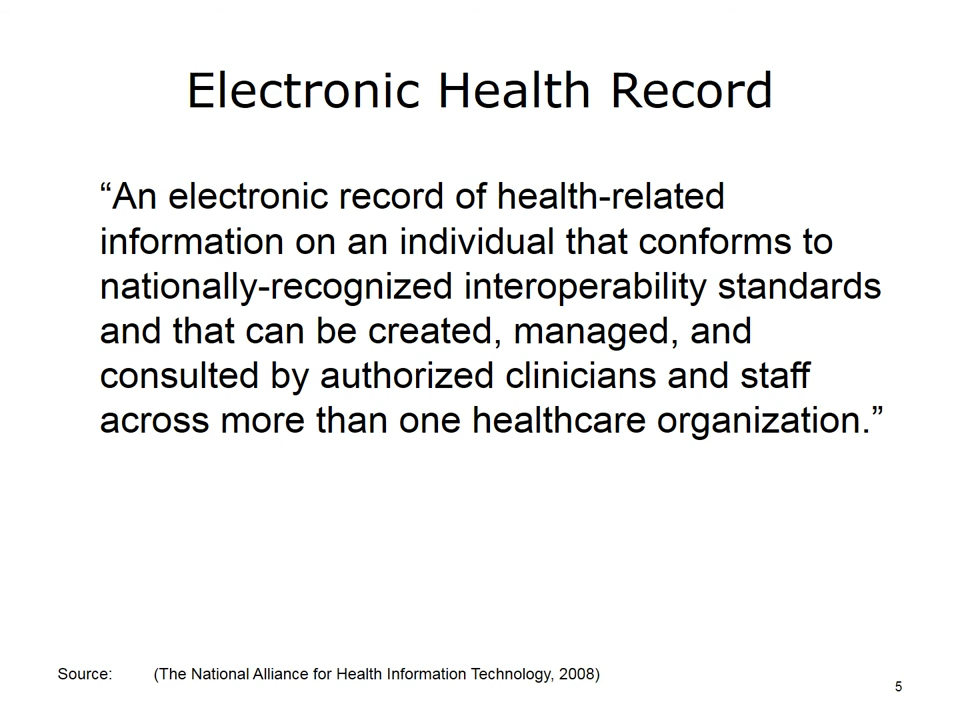 Electronic Health Record
“An electronic record of health-related
information on an individual that conforms to
nationally-recognized interoperability standards
and that can be created, managed, and
consulted by authorized clinicians and staff
across more than one healthcare organization.”
Source: (The National Alliance for Health Information Technology, 2008)
5